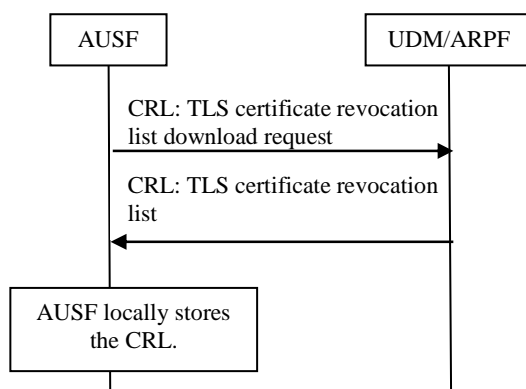 AUSF
UDM/ARPF
CRL: TLS certificate revocation
list download request
CRL: TLS certificate revocation
list
AUSF locally stores
the CRL.